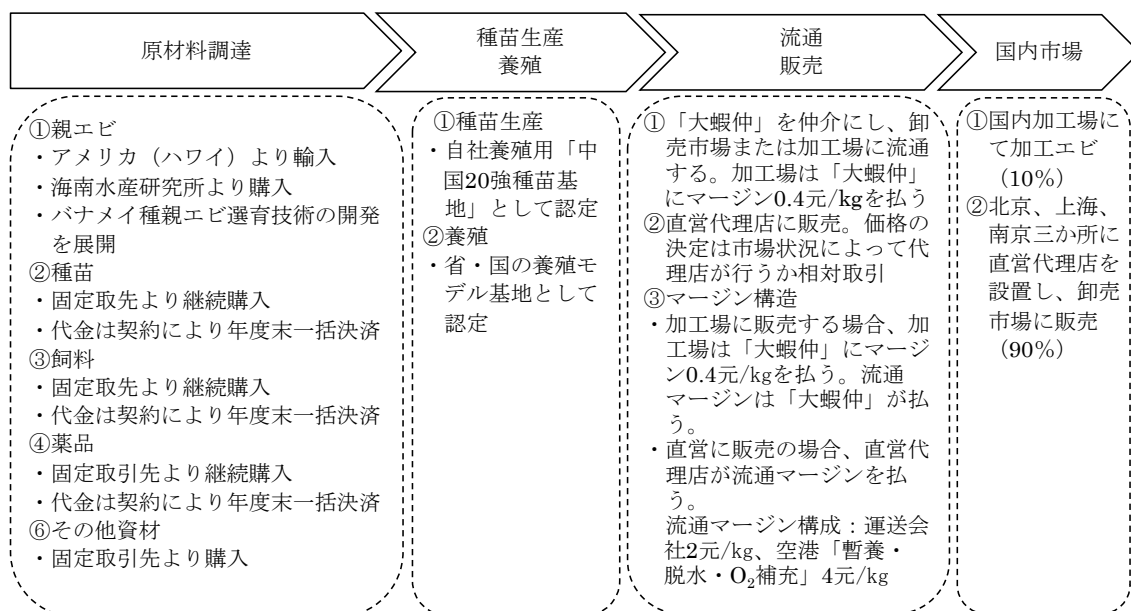 原材料調達
種苗生産
養殖
流通
販売
国内市場
①親エビ
・アメリカ（ハワイ）より輸入
・海南水産研究所より購入
・バナメイ種親エビ選育技術の開発
を展開
②種苗
・固定取先より継続購入
・代金は契約により年度末一括決済
③飼料
・固定取先より継続購入
・代金は契約により年度末一括決済
④薬品
・固定取引先より継続購入
・代金は契約により年度末一括決済
⑥その他資材
・固定取引先より購入
①種苗生産
・自社養殖用「中
国20強種苗基
地」として認定
②養殖
・省・国の養殖モ
デル基地として
認定
①「大蝦仲」を仲介にし、卸
売市場または加工場に流通
する。加工場は「大蝦仲」
にマージン0.4元/kgを払う
②直営代理店に販売。価格の
決定は市場状況によって代
理店が行うか相対取引
③マージン構造
・加工場に販売する場合、加
工場は「大蝦仲」にマージ
ン0.4元/kgを払う。流通
マージンは「大蝦仲」が払
う。
・直営に販売の場合、直営代
理店が流通マージンを払
う。
流通マージン構成：運送会
社2元/kg、空港「暫養・
脱水・O₂補充」4元/kg
①国内加工場に
て加工エビ
（10%）
②北京、上海、
南京三か所に
直営代理店を
設置し、卸売
市場に販売
（90%）